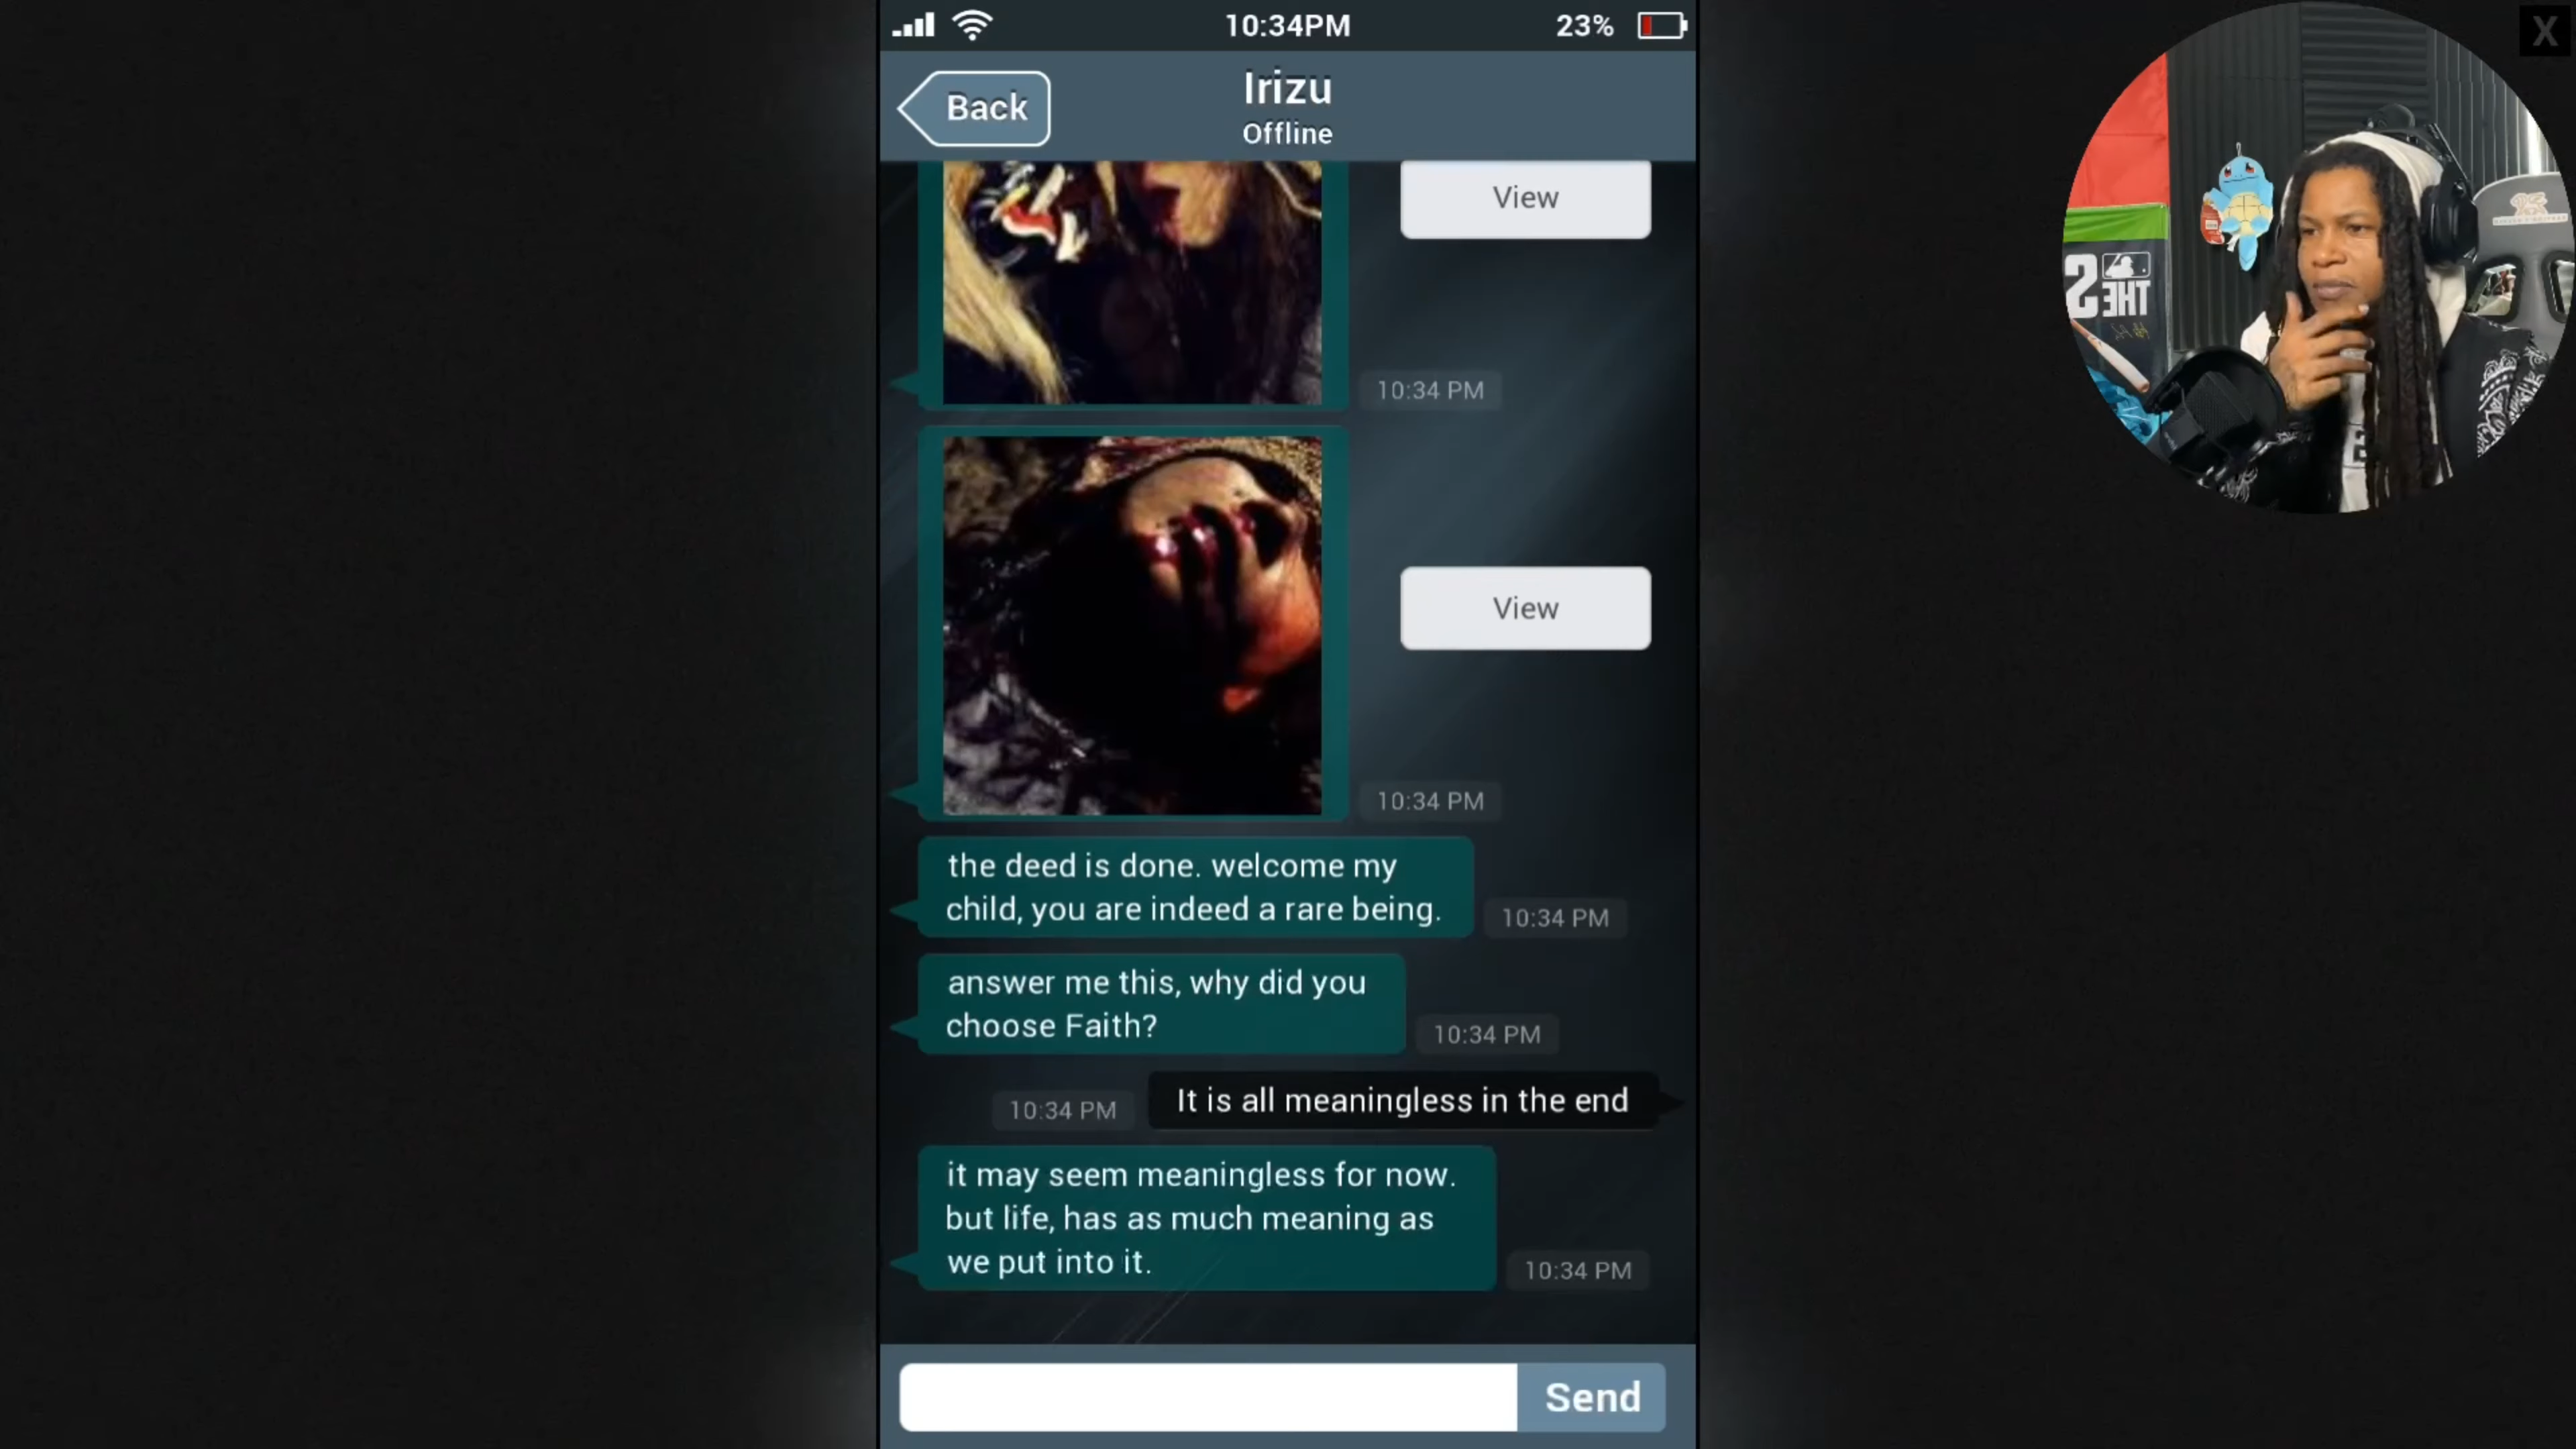 10:34PM
23%
X
Back
Irizu
Offline
View
10:34 PM
View
10:34 PM
the deed is done. welcome my
child, you are indeed a rare being.
10:34 PM
answer me this, why did you
choose Faith?
10:34 PM
10:34 PM
It is all meaningless in the end
it may seem meaningless for now.
but life, has as much meaning as
we put into it.
10:34 PM
Send
THE
S